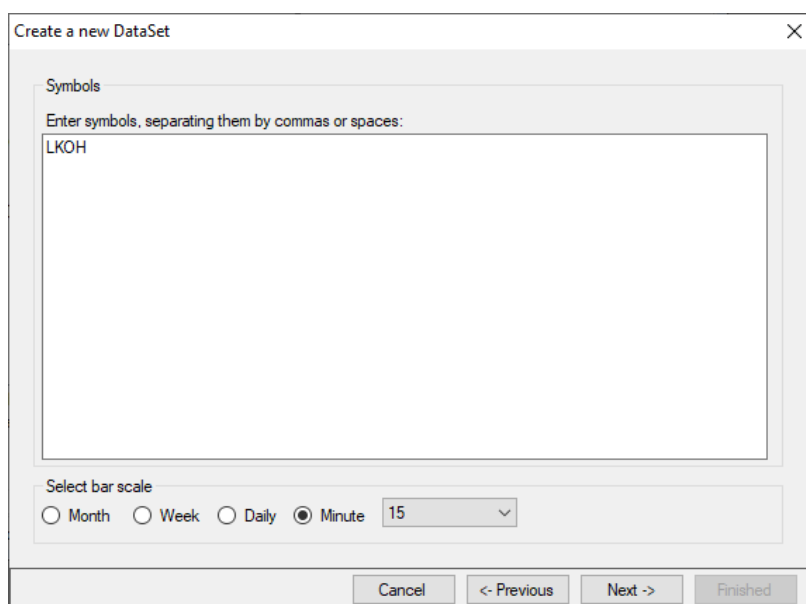 Create a new DataSet
Symbols
Enter symbols, separating them by commas or spaces:
LKOH
Select bar scale
Month Week Daily Minute 15
Cancel <- Previous Next -> Finished